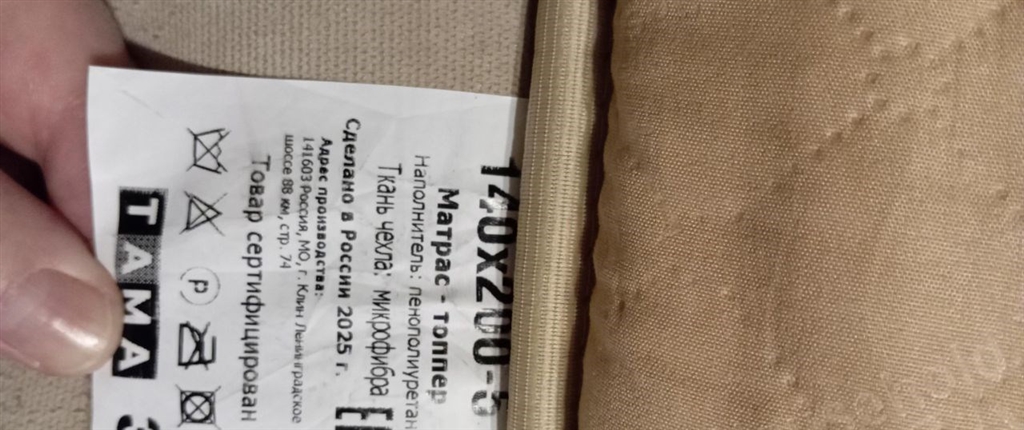 140х200-5
Матрас - топпер
Наполнитель: пенополиуретан
Ткань чехла: микрофибра
Сделано в России 2025 г.
Адрес производства:
141603 Россия, МО, г. Клин Ленинградское
шоссе 88 км, стр. 74
Товар сертифицирован
P
ТАМА